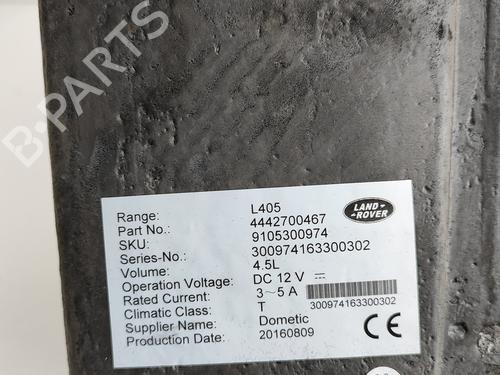 B-PARTS
Range: L405
Part No.: 4442700467
SKU: 9105300974
Series-No.: 300974163300302
Volume: 4.5L
Operation Voltage: DC 12 V ⎓
Rated Current: 3~5 A
Climatic Class: T
Supplier Name: Dometic
Production Date: 20160809
LAND
ROVER
300974163300302
CE